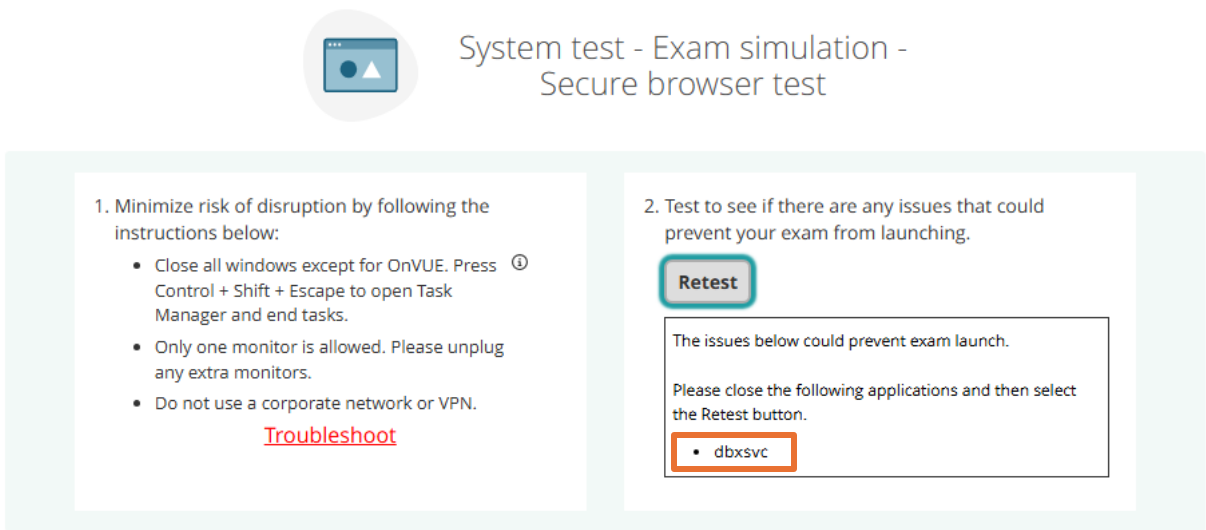 System test - Exam simulation -
Secure browser test
1. Minimize risk of disruption by following the
instructions below:
• Close all windows except for OnVUE. Press
Control + Shift + Escape to open Task
Manager and end tasks.
• Only one monitor is allowed. Please unplug
any extra monitors.
• Do not use a corporate network or VPN.
Troubleshoot
2. Test to see if there are any issues that could
prevent your exam from launching.
Retest
The issues below could prevent exam launch.
Please close the following applications and then select
the Retest button.
• dbxsvc